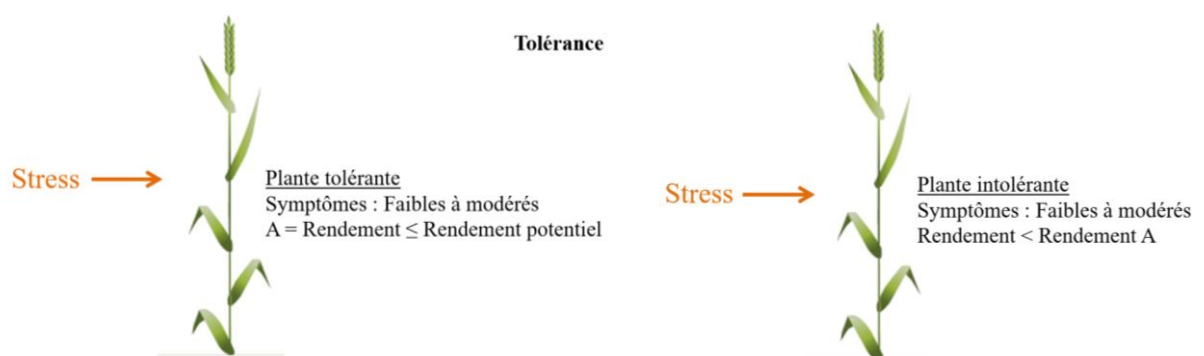 Tolérance
Stress
Plante tolérante
Symptômes : Faibles à modérés
A = Rendement ≤ Rendement potentiel
Stress
Plante intolérante
Symptômes : Faibles à modérés
Rendement < Rendement A